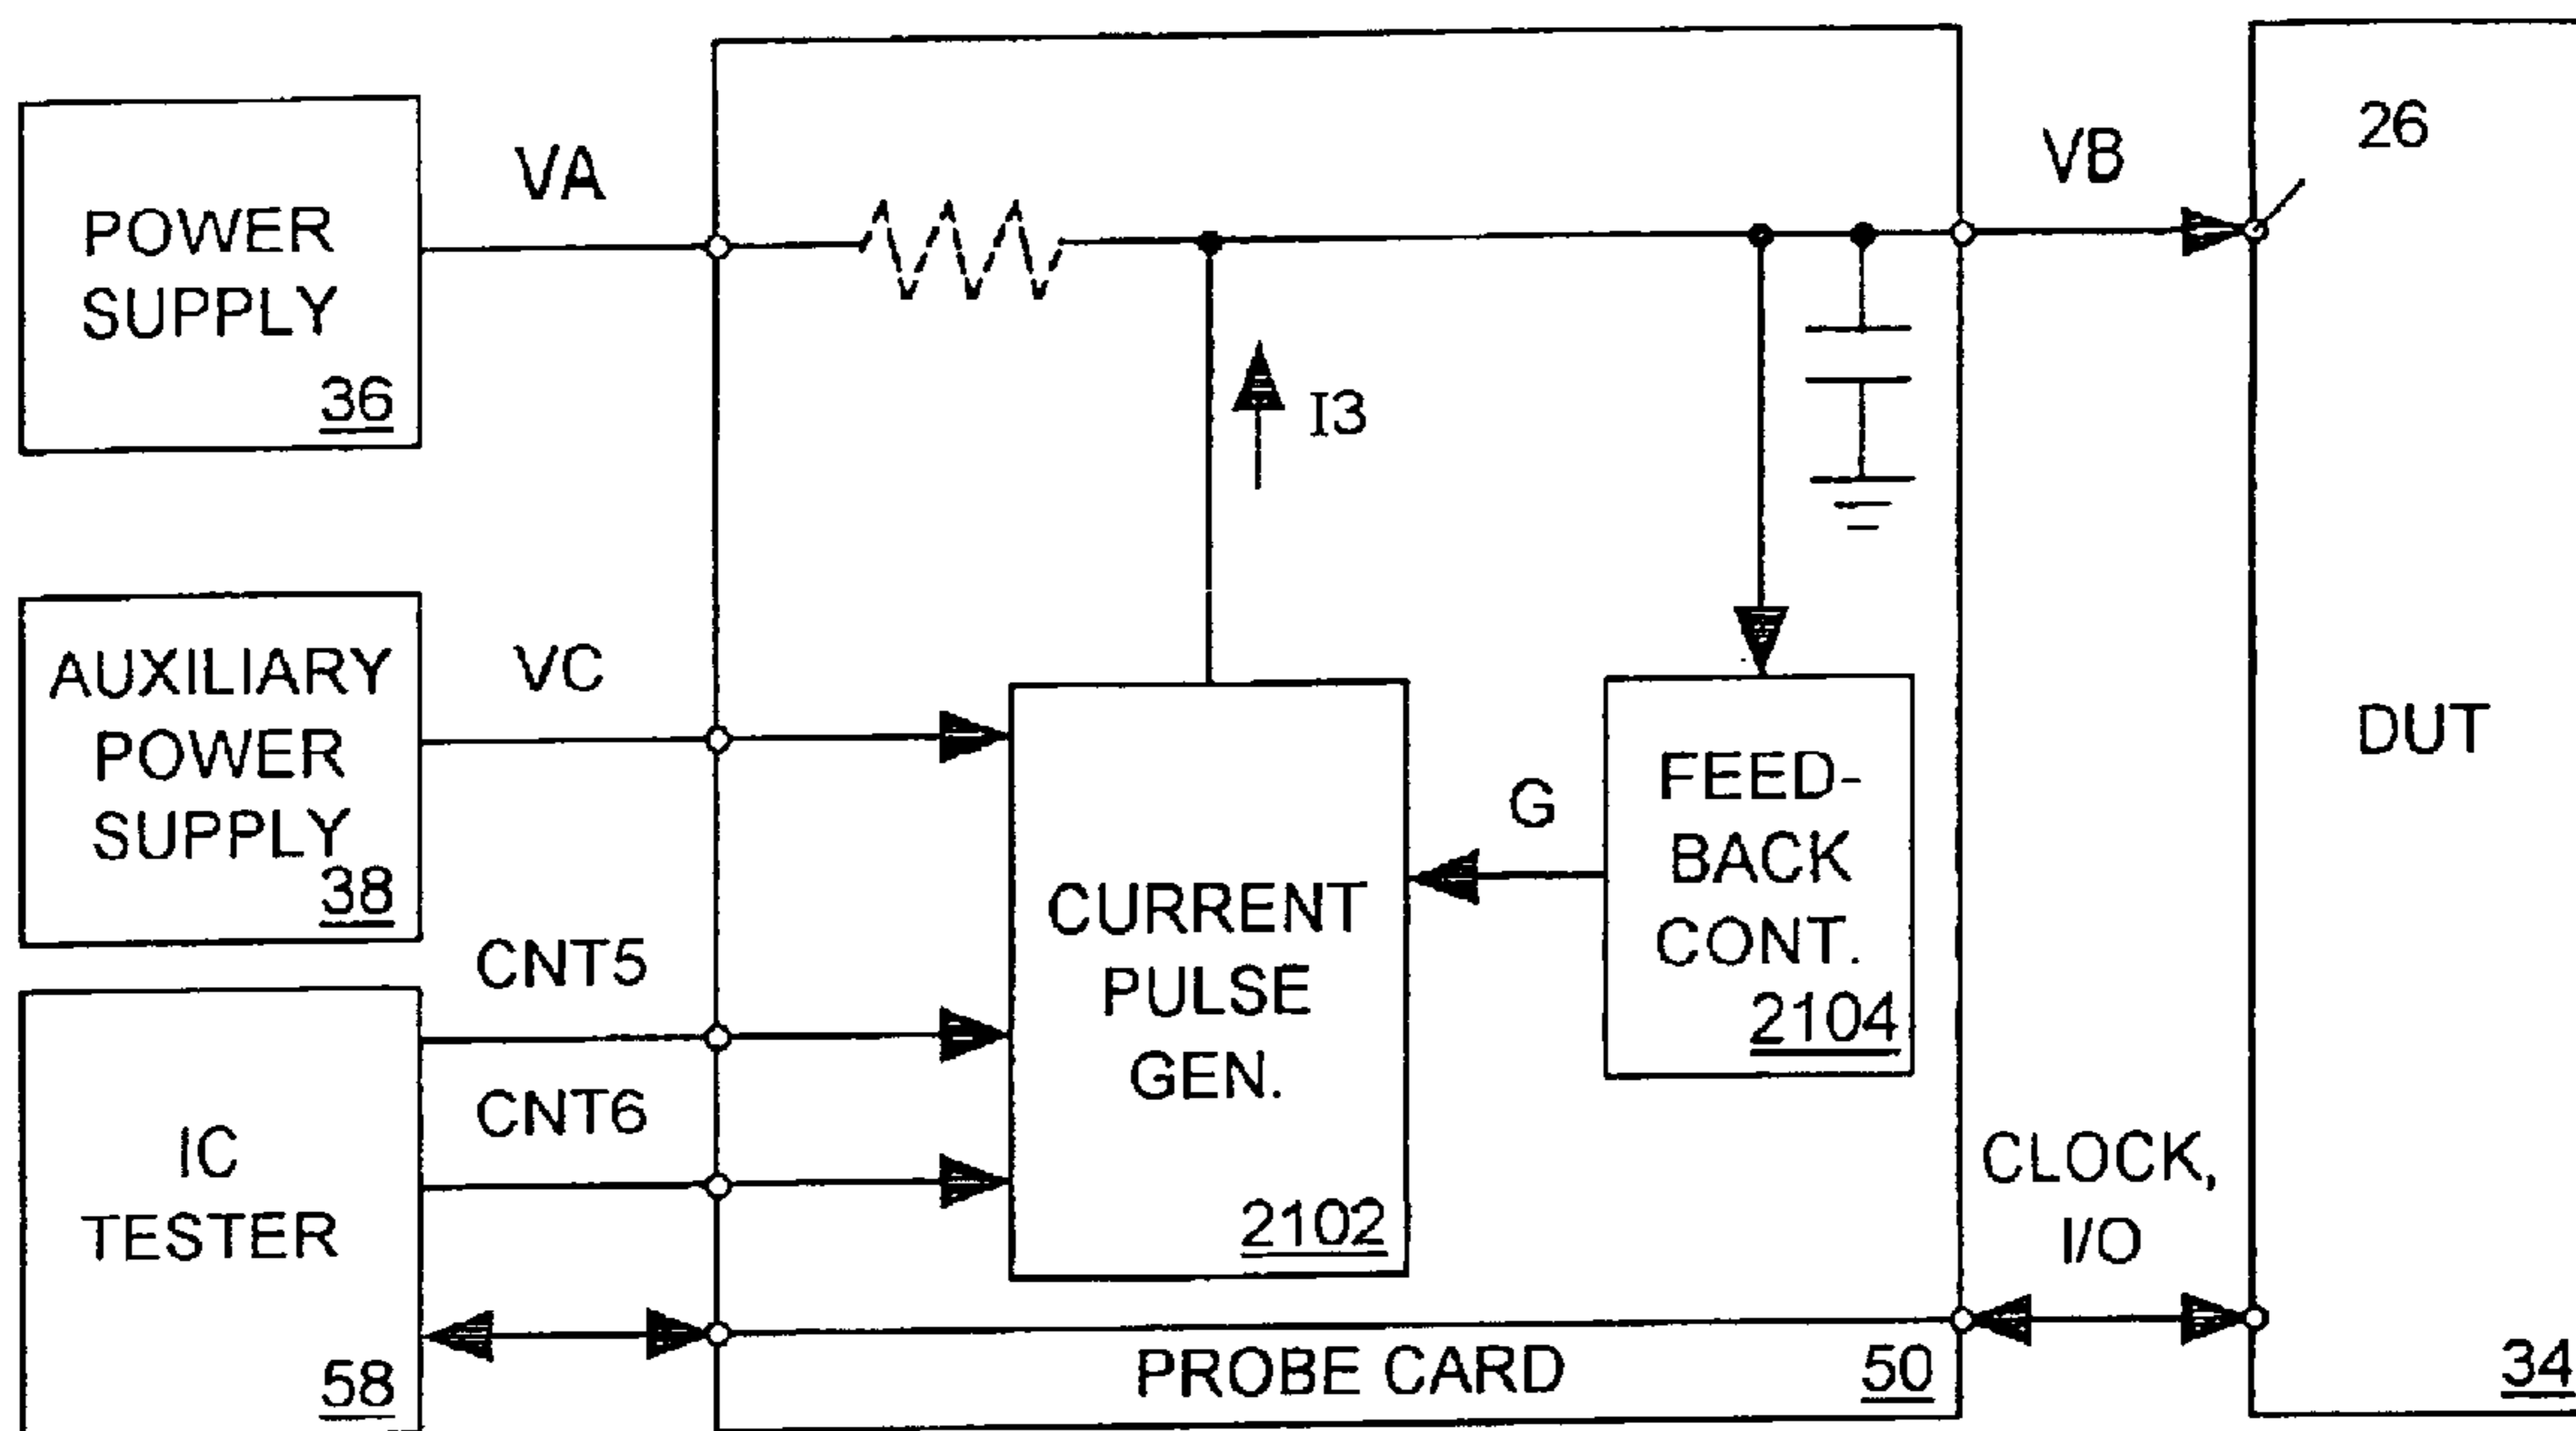 POWER
SUPPLY
36
VA
I3
VB
26
AUXILIARY
POWER
SUPPLY
38
VC
CNT5
CNT6
IC
TESTER
58
CURRENT
PULSE
GEN.
2102
G
FEED-
BACK
CONT.
2104
PROBE CARD
50
CLOCK,
I/O
DUT
34